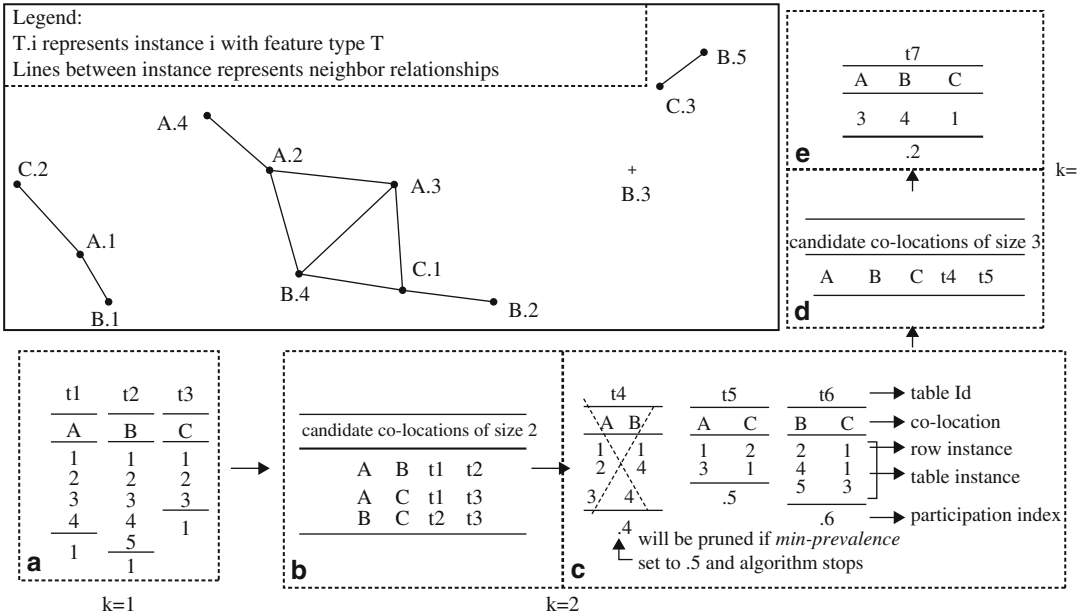 Legend:
T.i represents instance i with feature type T
Lines between instance represents neighbor relationships
B.5
C.3
A.4
A.2
A.3
C.2
B.3
A.1
C.1
B.4
B.2
B.1
t7
A B C
3 4 1
.2
e
k=
candidate co-locations of size 3
A B C t4 t5
d
t1 t2 t3
A B C
1 1 1
2 2 2
3 3 3
4 4 1
1 5
1
a
k=1
candidate co-locations of size 2
A B t1 t2
A C t1 t3
B C t2 t3
b
k=2
t4
A B
1 1
2 4
3 4
.4
t5
A C
1 2
3 1
.5
t6
B C
2 1
4 1
5 3
.6
table Id
co-location
row instance
table instance
participation index
will be pruned if min-prevalence
set to .5 and algorithm stops
c